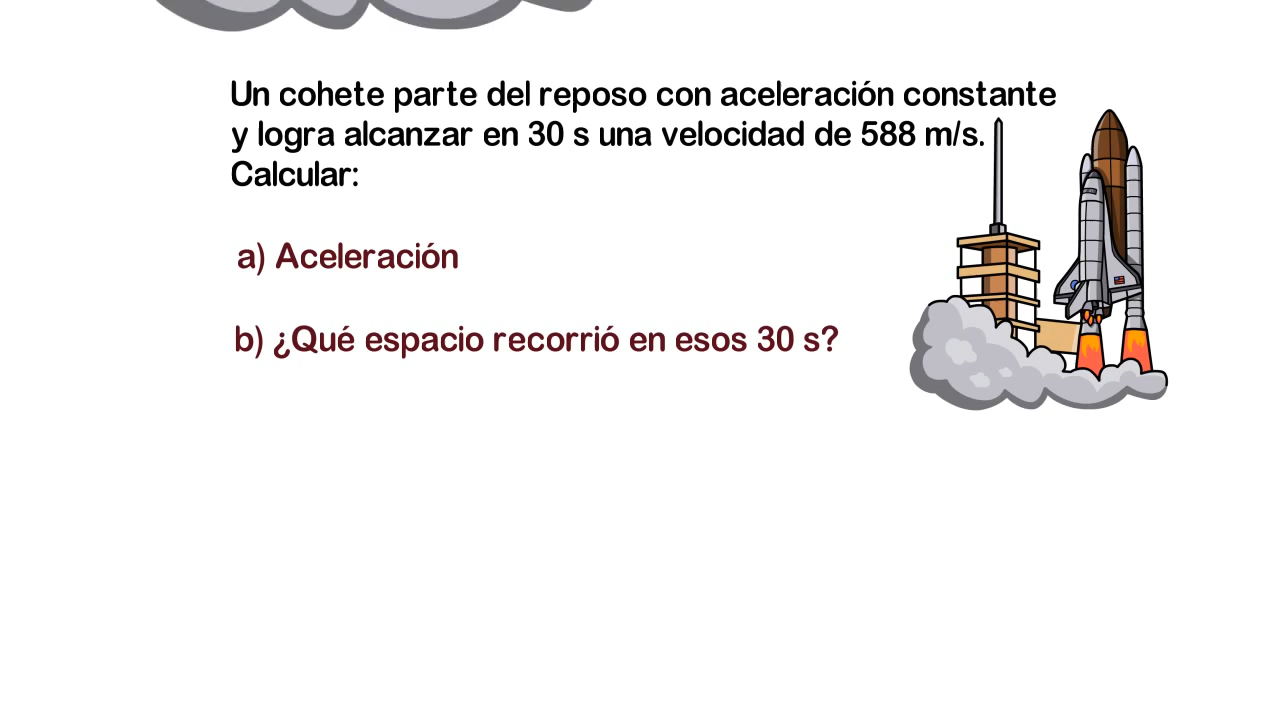 Un cohete parte del reposo con aceleración constante
y logra alcanzar en 30 s una velocidad de 588 m/s.
Calcular:
a) Aceleración
b) ¿Qué espacio recorrió en esos 30 s?